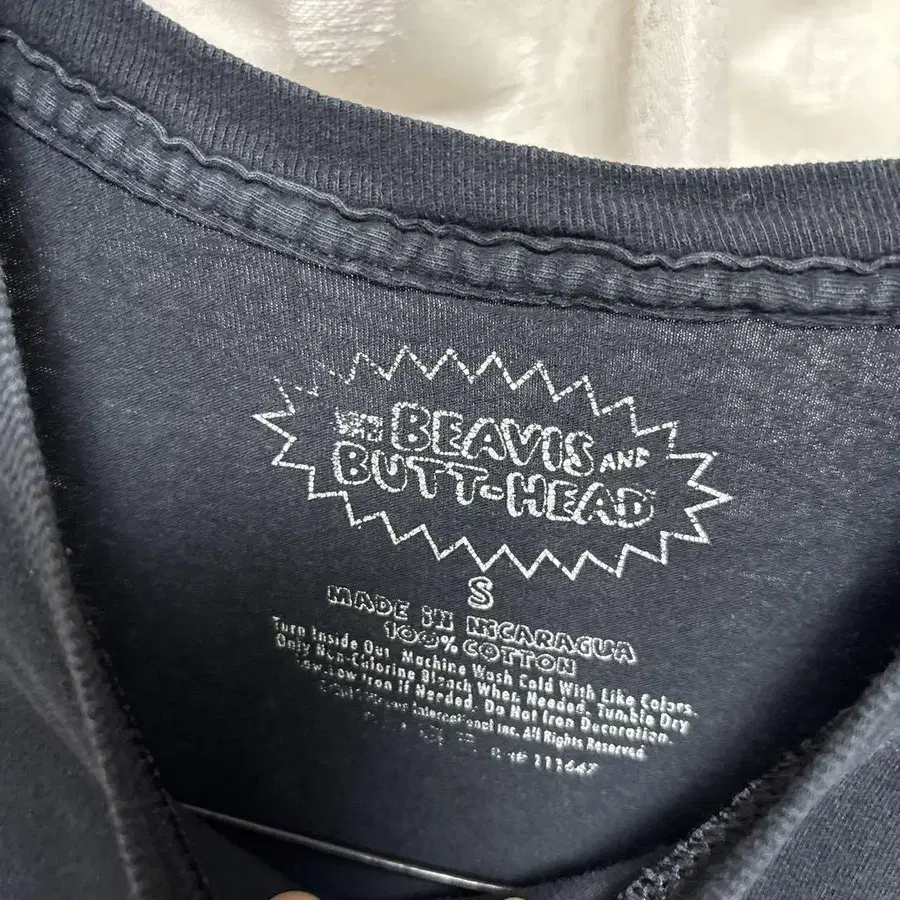 BEAVIS AND
BUTT-HEAD
S
MADE IN NICARAGUA
100% COTTON
Turn Inside Out. Machine Wash Cold With Like Colors.
Only Non-Chlorine Bleach When Needed. Tumble Dry
Low. Iron If Needed. Do Not Iron Decoration.
International Inc. All Rights Reserved.
RN# 111647